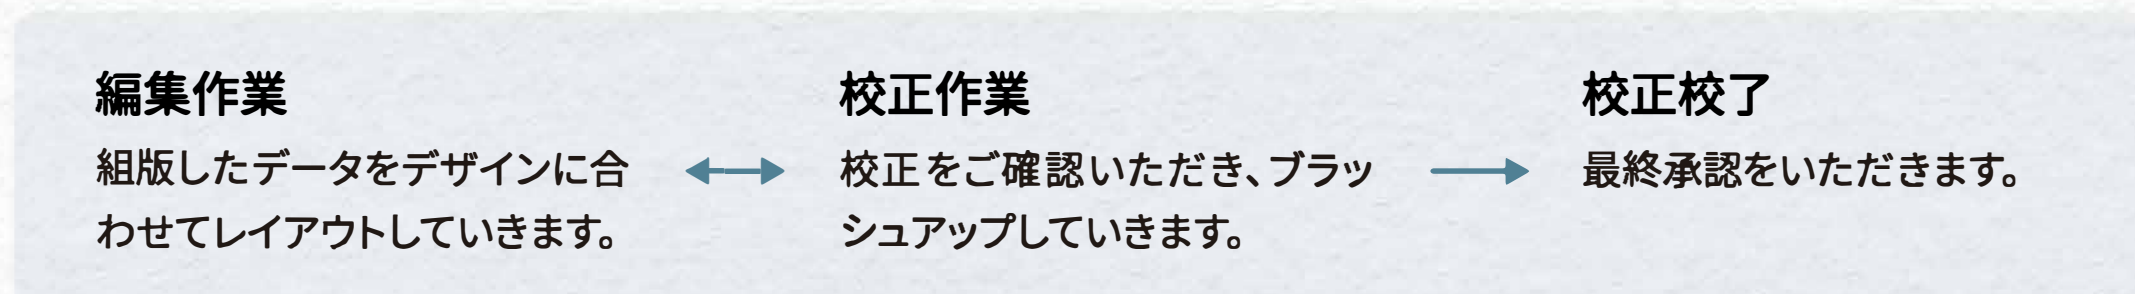 編集作業
組版したデータをデザインに合
わせてレイアウトしていきます。
校正作業
校正をご確認いただき、ブラッ
シュアップしていきます。
校正校了
最終承認をいただきます。